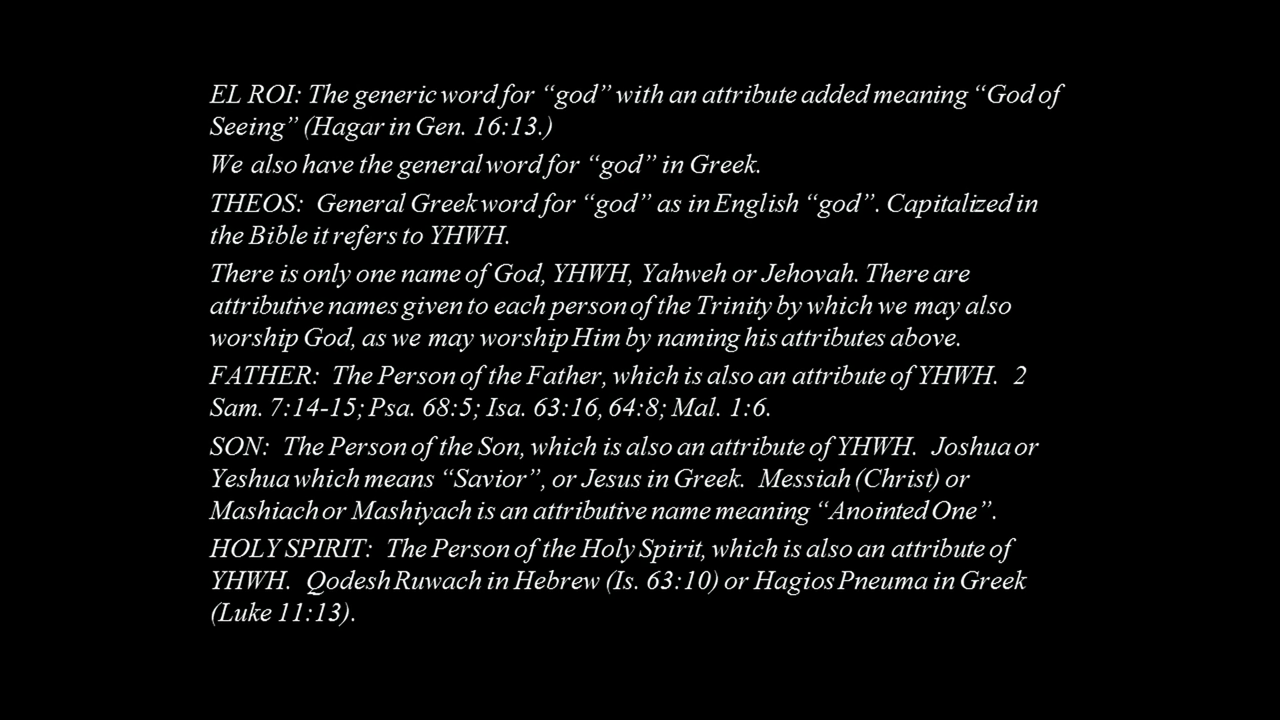 EL ROI: The generic word for “god” with an attribute added meaning “God of
Seeing” (Hagar in Gen. 16:13.)
We also have the general word for “god” in Greek.
THEOS: General Greek word for “god” as in English “god”. Capitalized in
the Bible it refers to YHWH.
There is only one name of God, YHWH, Yahweh or Jehovah. There are
attributive names given to each person of the Trinity by which we may also
worship God, as we may worship Him by naming his attributes above.
FATHER: The Person of the Father, which is also an attribute of YHWH. 2
Sam. 7:14-15; Psa. 68:5; Isa. 63:16, 64:8; Mal. 1:6.
SON: The Person of the Son, which is also an attribute of YHWH. Joshua or
Yeshua which means “Savior”, or Jesus in Greek. Messiah (Christ) or
Mashiach or Mashiyach is an attributive name meaning “Anointed One”.
HOLY SPIRIT: The Person of the Holy Spirit, which is also an attribute of
YHWH. Qodesh Ruwach in Hebrew (Is. 63:10) or Hagios Pneuma in Greek
(Luke 11:13).